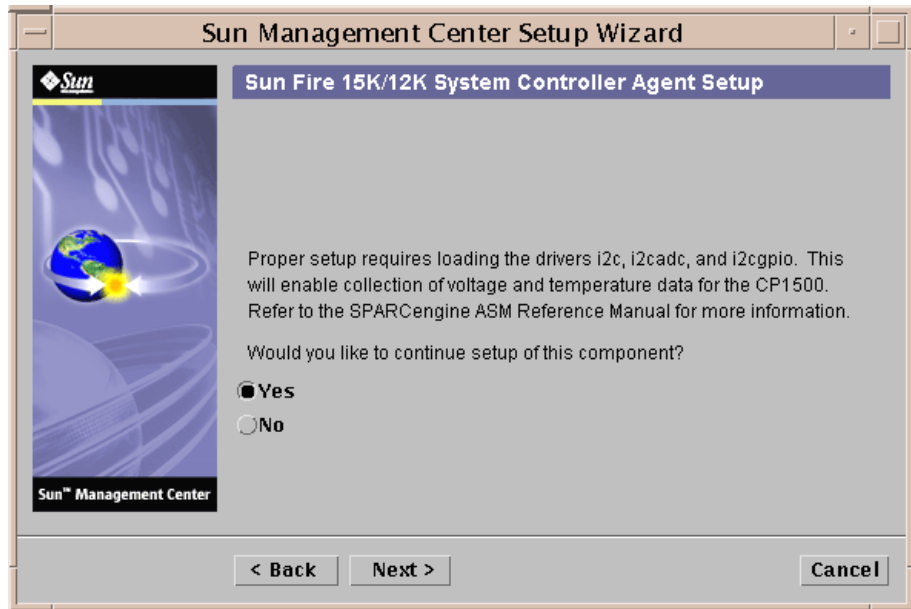 Sun Management Center Setup Wizard
Sun
Sun Fire 15K/12K System Controller Agent Setup
Proper setup requires loading the drivers i2c, i2cadc, and i2cgpio. This
will enable collection of voltage and temperature data for the CP1500.
Refer to the SPARCengine ASM Reference Manual for more information.
Would you like to continue setup of this component?
Yes
No
Sun™ Management Center
< Back
Next >
Cancel